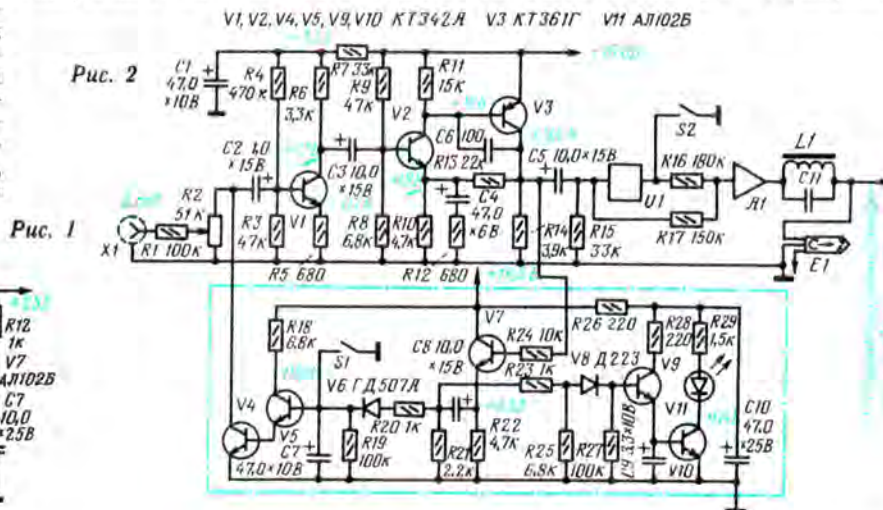 V1, V2, V4, V5, V9, V10 КТ342А V3 КТ361Г V11 АЛ102Б
Рис. 2
C1
47,0
×10В
R4
470к
R6
3,3к
R7 33к
R9
47к
R11
15к
V2
V3
C6 100
C2 1,0
×15В
C3 10,0
×15В
R13 22к
C5 10,0×15В
S2
R16 180к
L1
C11
R2
51к
V1
C4
47,0
×6В
U1
R17 150к
A1
Рис. 1
X1
R1 100к
R3
47к
R8
6,8к
R10
4,7к
R14
3,9к
R15
33к
E1
R5 680
R12 680
R12
1к
V7
АЛ102Б
C7
10,0
×25В
R18
6,8к
S1
V7
C8 10,0
×15В
R24 10к
R23 1к
R26 220
V8 Д223
R28
220
R29
1,5к
V9
V4
V5
V6 ГД507А
R20 1к
V11
C10
47,0
×25В
C7
47,0×10В
R19
100к
R21
2,2к
R22
4,7к
R25
6,8к
R27
100к
C9 3,3×10В
V10